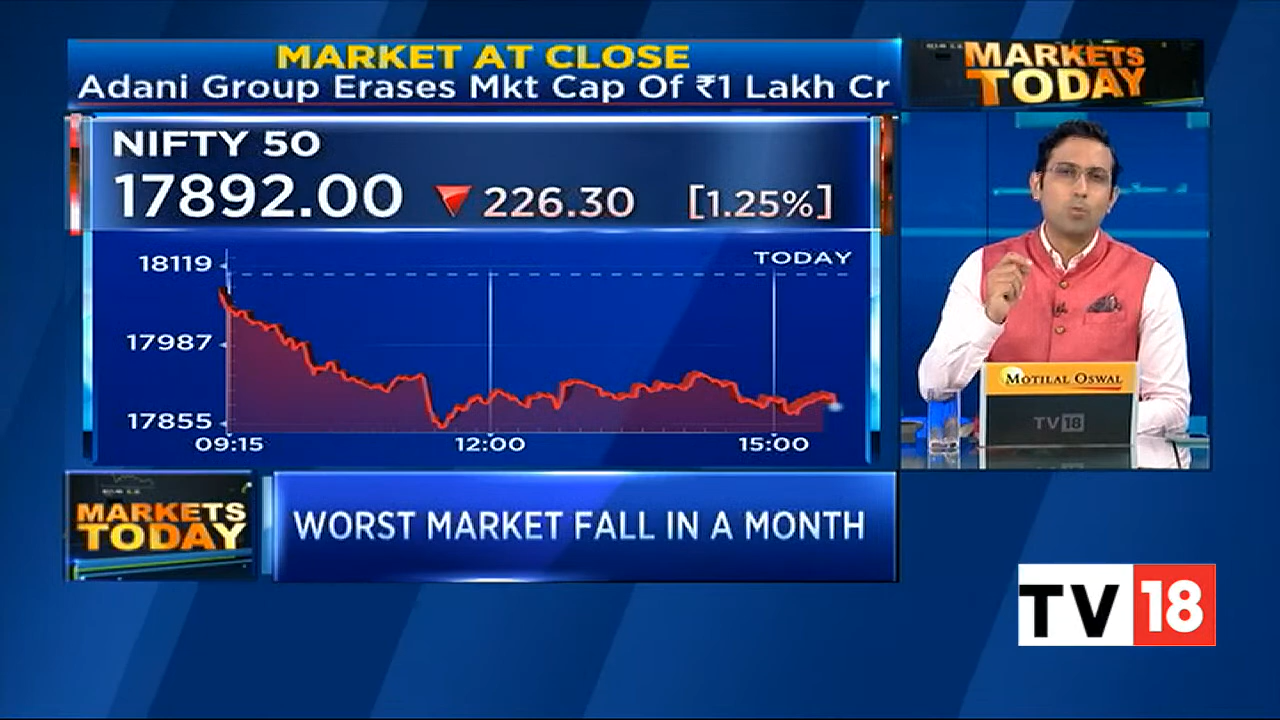 MARKET AT CLOSE
Adani Group Erases Mkt Cap Of ₹1 Lakh Cr
MARKETS
TODAY
NIFTY 50
17892.00 ▼ 226.30 [1.25%]
TODAY
18119
17987
17855
09:15 12:00 15:00
MOTILAL OSWAL
TV18
MARKETS
TODAY
WORST MARKET FALL IN A MONTH
TV18